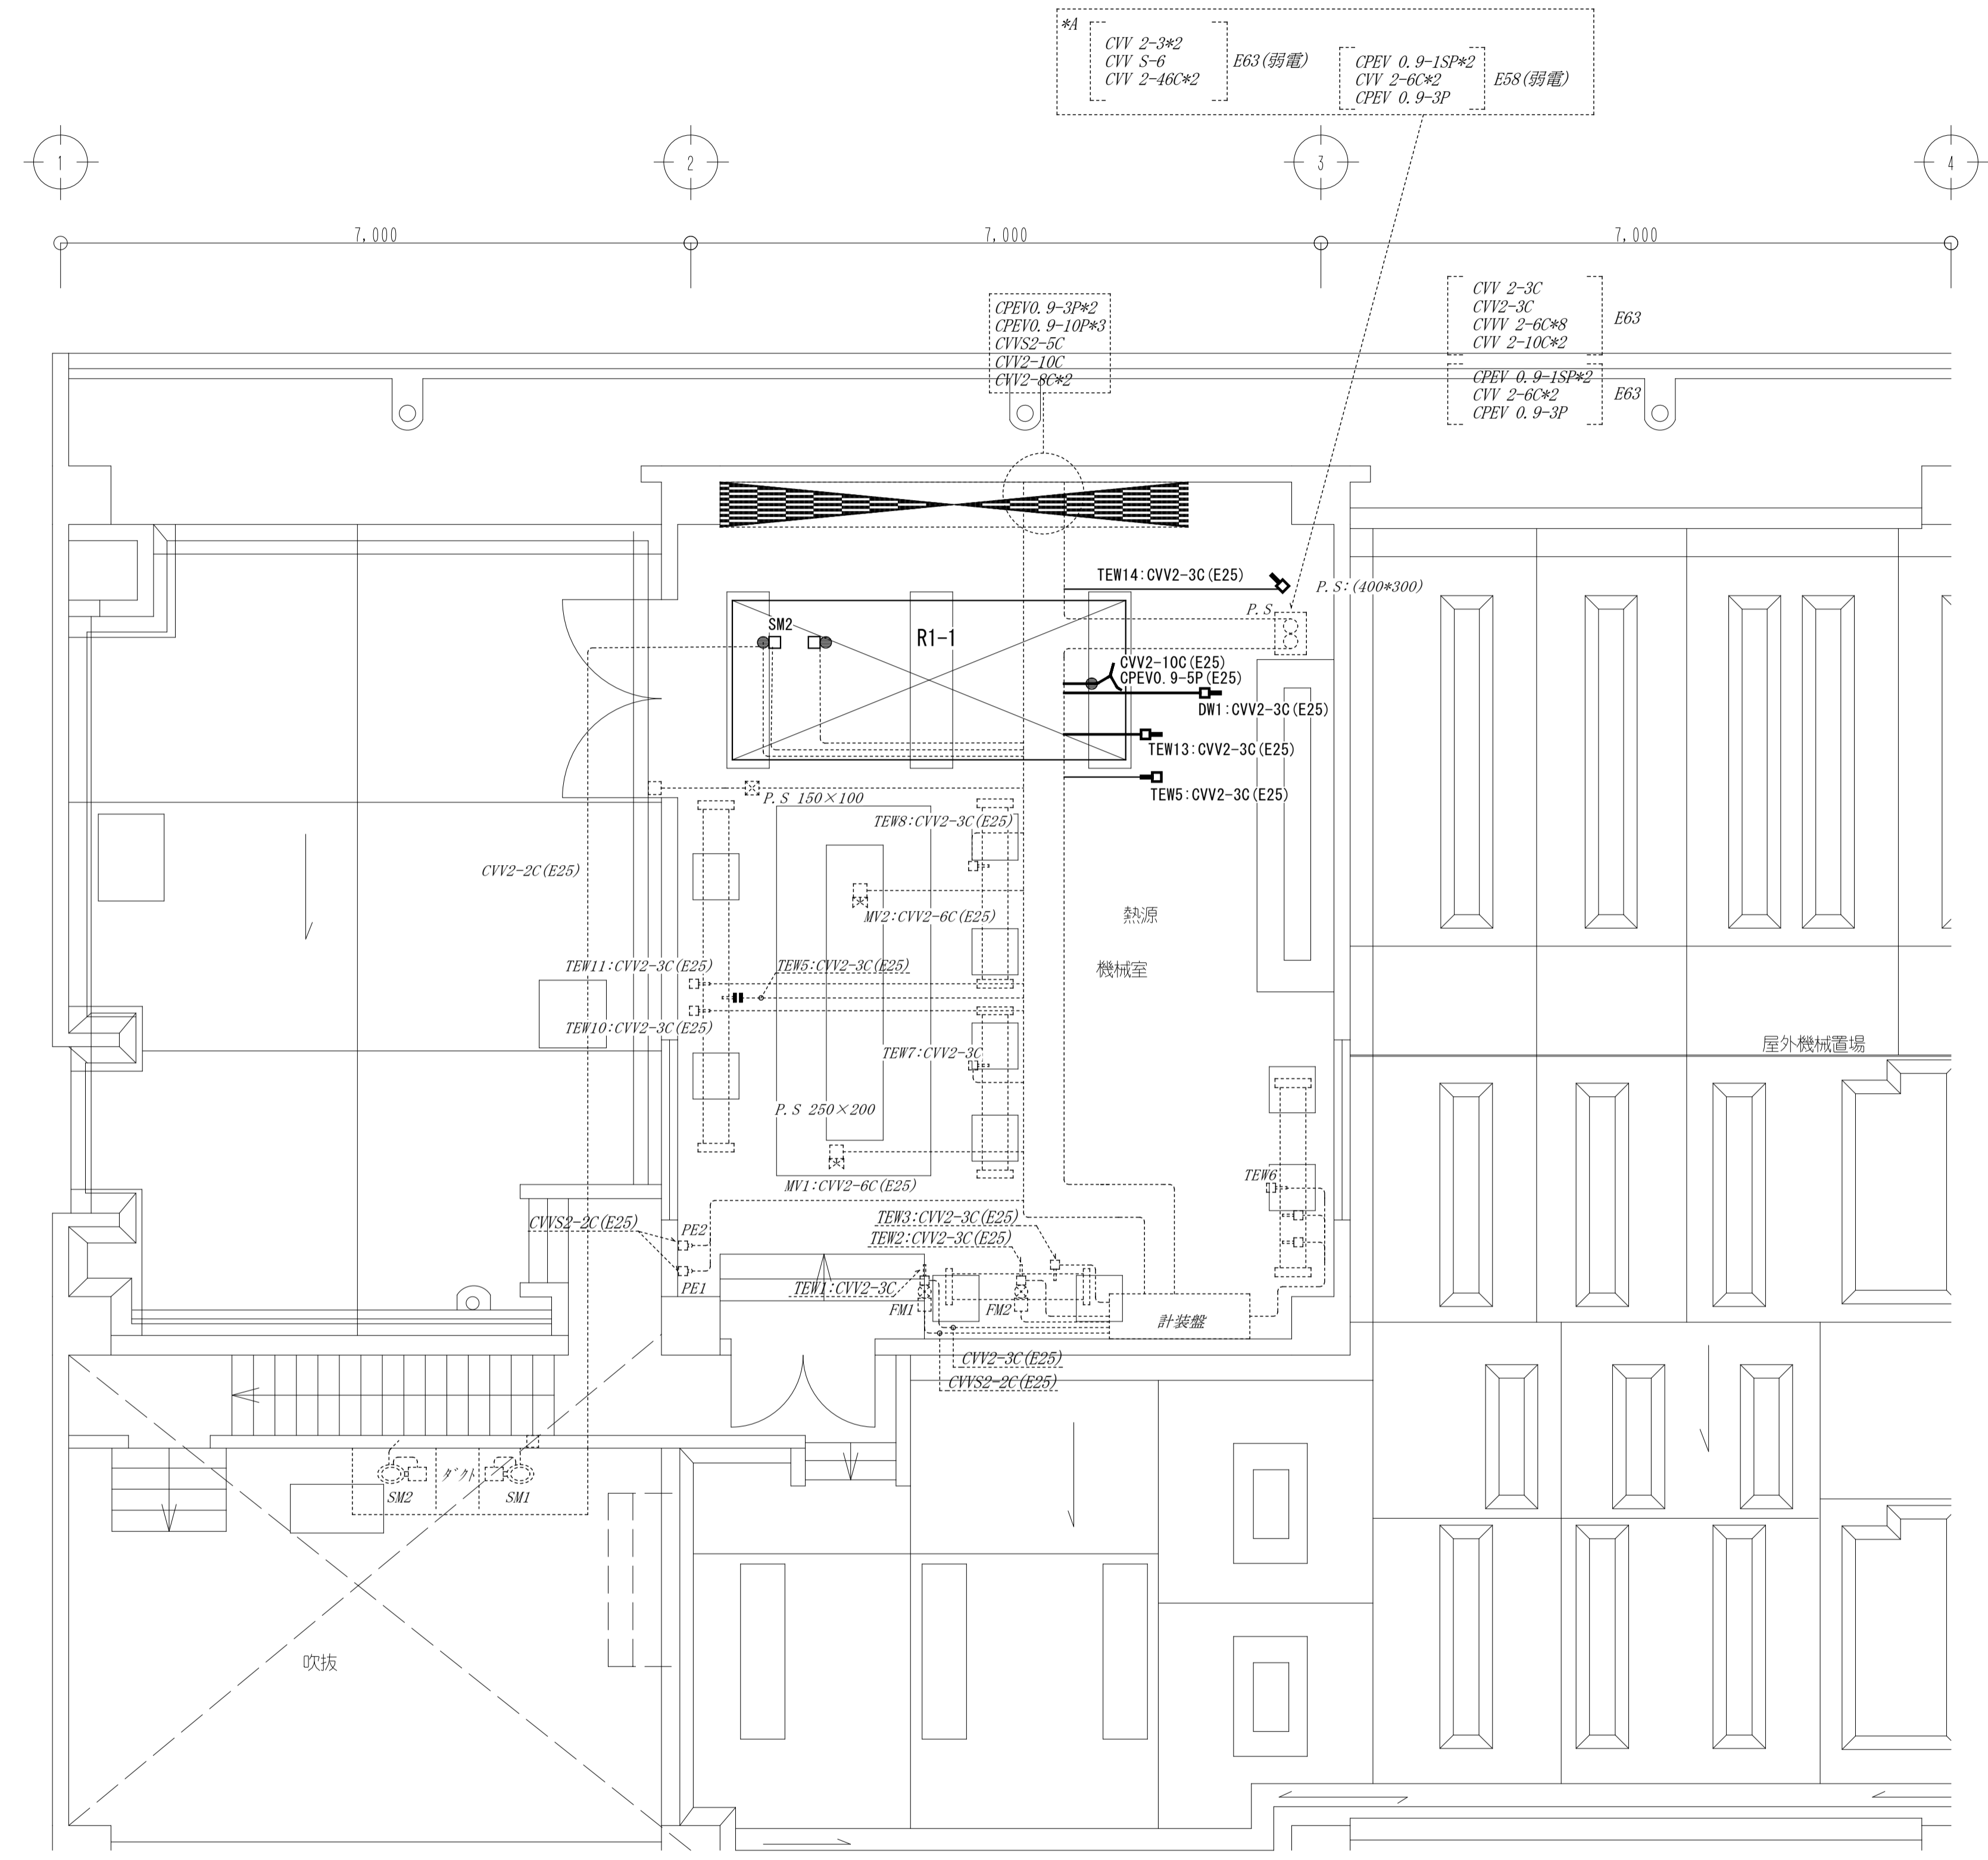 *A
CVV 2-3*2
CVV S-6
CVV 2-46C*2
E63(弱電)
CPEV 0.9-1SP*2
CVV 2-6C*2
CPEV 0.9-3P
E58(弱電)
1
2
3
4
7,000
7,000
7,000
CPEV0.9-3P*2
CPEV0.9-10P*3
CVVS2-5C
CVV2-10C
CVV2-8C*2
CVV 2-3C
CVV2-3C
CVVV 2-6C*8
CVV 2-10C*2
E63
CPEV 0.9-1SP*2
CVV 2-6C*2
CPEV 0.9-3P
E63
TEW14:CVV2-3C(E25)
P.S:(400*300)
P.S
SM2
R1-1
CVV2-10C(E25)
CPEV0.9-5P(E25)
DW1:CVV2-3C(E25)
TEW13:CVV2-3C(E25)
TEW5:CVV2-3C(E25)
P.S 150×100
TEW8:CVV2-3C(E25)
CVV2-2C(E25)
MV2:CVV2-6C(E25)
熱源
機械室
TEW11:CVV2-3C(E25)
TEW5:CVV2-3C(E25)
TEW10:CVV2-3C(E25)
TEW7:CVV2-3C
屋外機械置場
P.S 250×200
MV1:CVV2-6C(E25)
TEW6
CVVS2-2C(E25)
PE2
TEW3:CVV2-3C(E25)
TEW2:CVV2-3C(E25)
PE1
TEW1:CVV2-3C
FM1
FM2
計装盤
CVV2-3C(E25)
CVVS2-2C(E25)
ダクト
SM2
SM1
吹抜